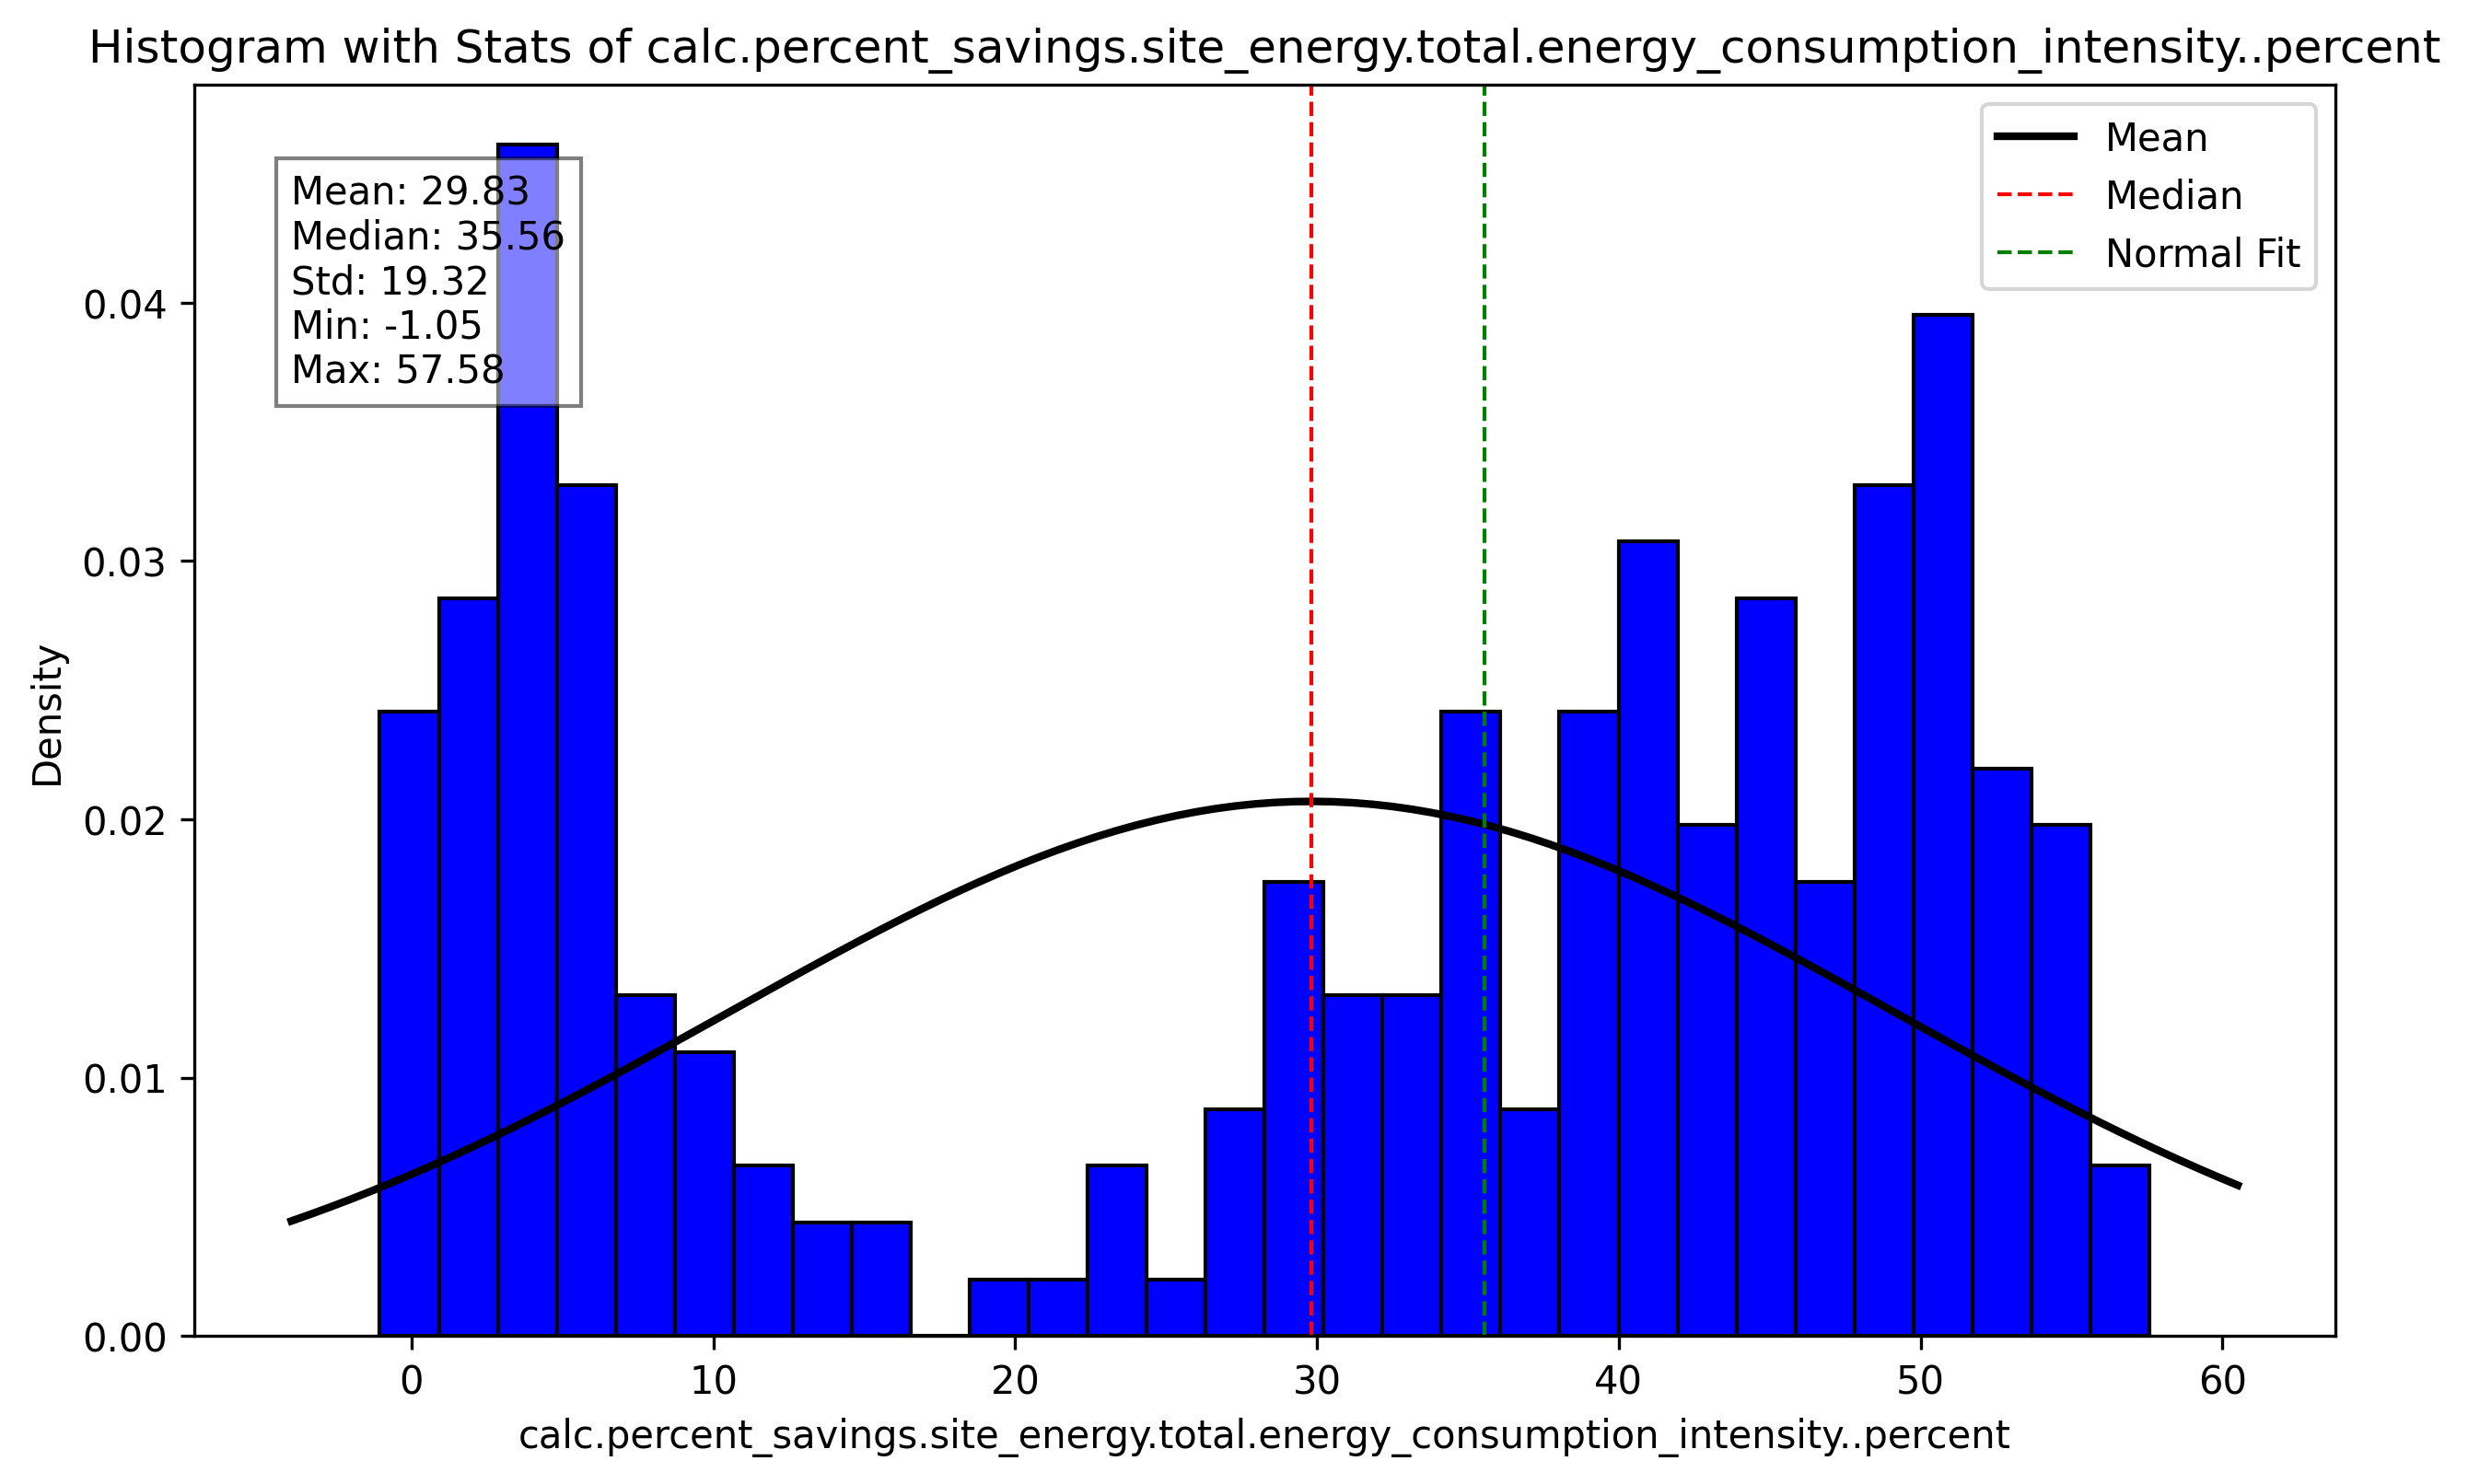 Histogram with Stats of calc.percent_savings.site_energy.total.energy_consumption_intensity..percent
Mean: 29.83
Median: 35.56
Std: 19.32
Min: -1.05
Max: 57.58
Mean
Median
Normal Fit
Density
0.04
0.03
0.02
0.01
0.00
0 10 20 30 40 50 60
calc.percent_savings.site_energy.total.energy_consumption_intensity..percent